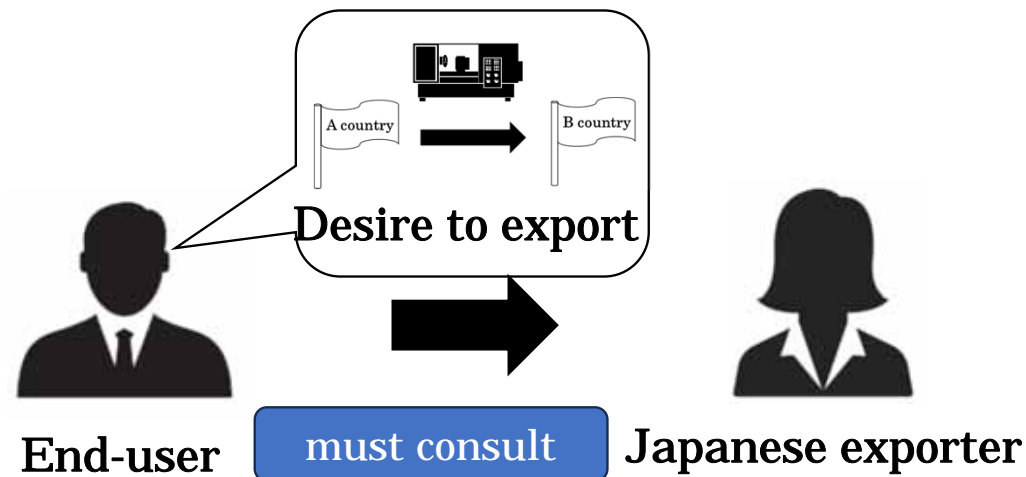 A country
B country
Desire to export
End-user
must consult
Japanese exporter